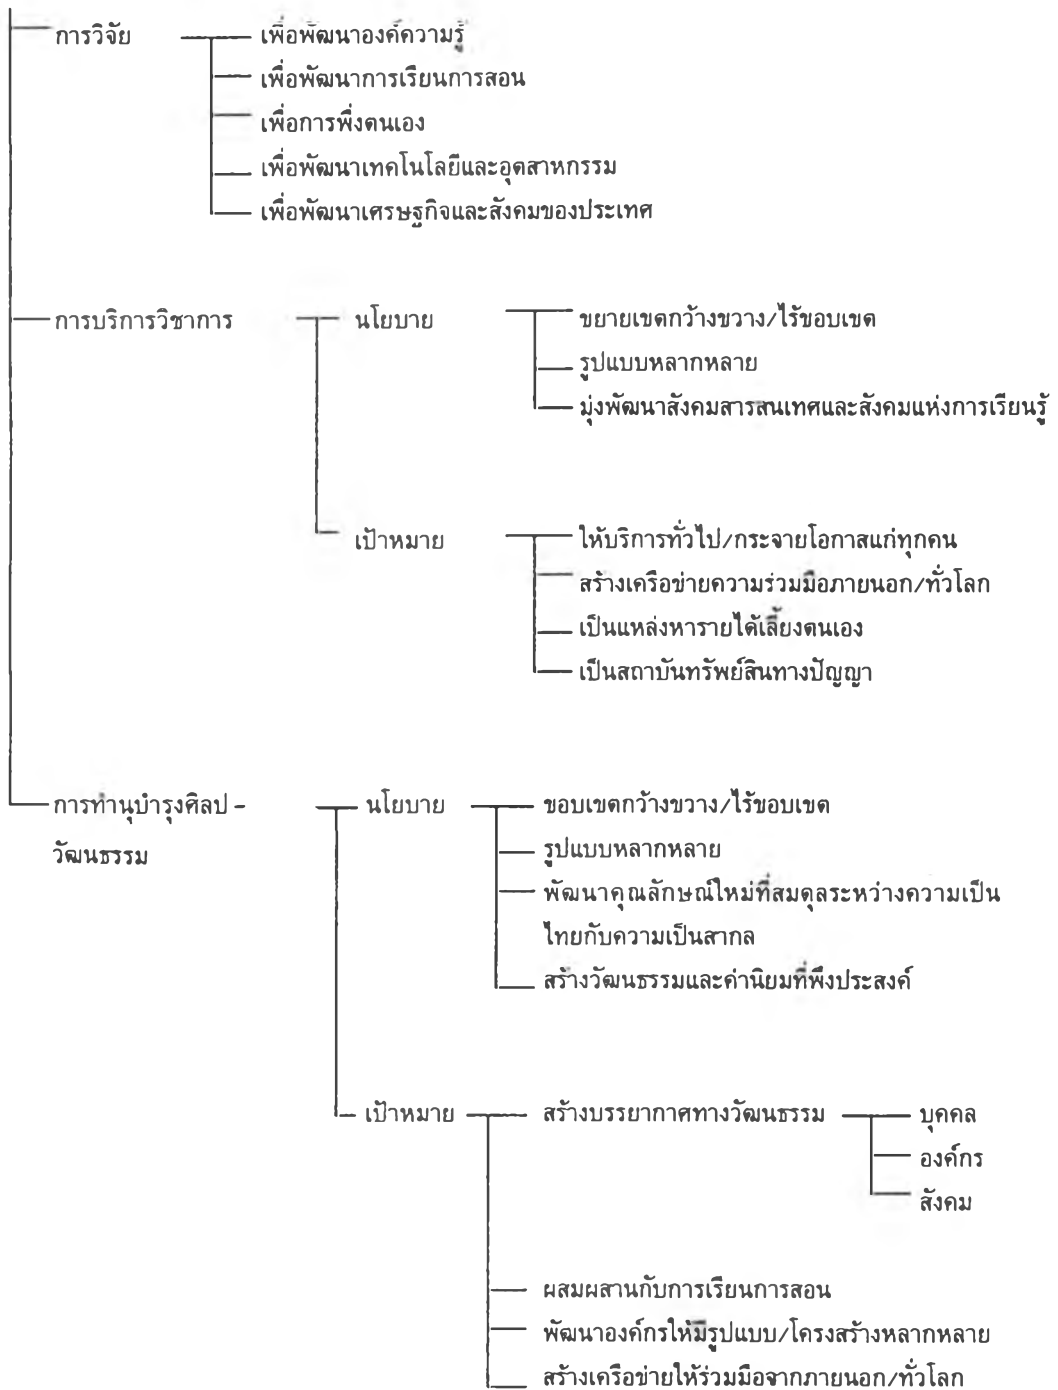 การวิจัย
เพื่อพัฒนาองค์ความรู้
เพื่อพัฒนาการเรียนการสอน
เพื่อการพึ่งตนเอง
เพื่อพัฒนาเทคโนโลยีและอุตสาหกรรม
เพื่อพัฒนาเศรษฐกิจและสังคมของประเทศ
การบริการวิชาการ
นโยบาย
ขยายเขตกว้างขวาง/ไร้ขอบเขต
รูปแบบหลากหลาย
มุ่งพัฒนาสังคมสารสนเทศและสังคมแห่งการเรียนรู้
เป้าหมาย
ให้บริการทั่วไป/กระจายโอกาสแก่ทุกคน
สร้างเครือข่ายความร่วมมือภายนอก/ทั่วโลก
เป็นแหล่งหารายได้เลี้ยงตนเอง
เป็นสถาบันทรัพย์สินทางปัญญา
การทำนุบำรุงศิลป -
วัฒนธรรม
นโยบาย
ขอบเขตกว้างขวาง/ไร้ขอบเขต
รูปแบบหลากหลาย
พัฒนาคุณลักษณ์ใหม่ที่สมดุลระหว่างความเป็น
ไทยกับความเป็นสากล
สร้างวัฒนธรรมและค่านิยมที่พึงประสงค์
เป้าหมาย
สร้างบรรยากาศทางวัฒนธรรม
บุคคล
องค์กร
สังคม
ผสมผสานกับการเรียนการสอน
พัฒนาองค์กรให้มีรูปแบบ/โครงสร้างหลากหลาย
สร้างเครือข่ายให้ร่วมมือจากภายนอก/ทั่วโลก